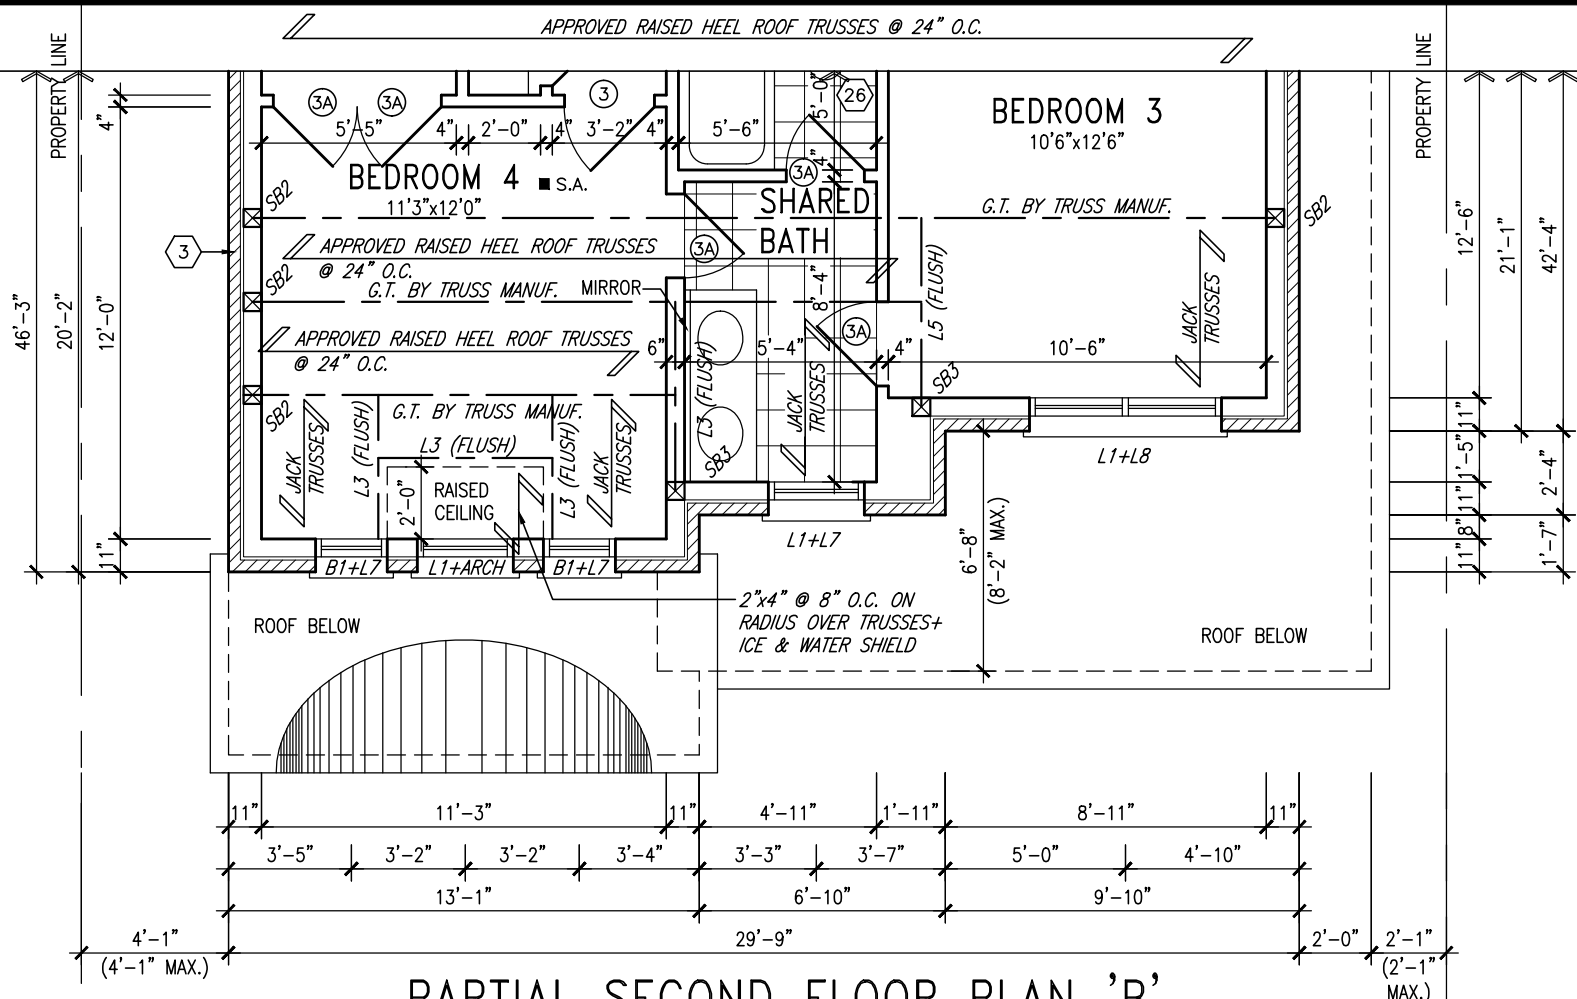 APPROVED RAISED HEEL ROOF TRUSSES @ 24" O.C.
PROPERTY LINE
PROPERTY LINE
3A
3A
3
26
4"
5'-5"
4"
2'-0"
4"
3'-2"
4"
5'-6"
5'-0"
4"
BEDROOM 3
10'6"x12'6"
BEDROOM 4
S.A.
11'3"x12'0"
3A
SHARED
BATH
G.T. BY TRUSS MANUF.
SB2
SB2
3
APPROVED RAISED HEEL ROOF TRUSSES
@ 24" O.C.
3A
SB2
G.T. BY TRUSS MANUF.
MIRROR
8'-4"
L5 (FLUSH)
JACK
TRUSSES
12'-6"
21'-1"
42'-4"
46'-3"
20'-2"
12'-0"
APPROVED RAISED HEEL ROOF TRUSSES
@ 24" O.C.
6"
5'-4"
3A
4"
10'-6"
L3 (FLUSH)
JACK
TRUSSES
SB3
SB2
G.T. BY TRUSS MANUF.
L3 (FLUSH)
JACK
TRUSSES
L3 (FLUSH)
L3 (FLUSH)
JACK
TRUSSES
SB3
2'-0"
RAISED
CEILING
L1+L8
L1+L7
11"
1'-5"
11"
8"
11"
2'-4"
1'-7"
11"
B1+L7
L1+ARCH
B1+L7
6'-8"
(8'-2" MAX.)
2"x4" @ 8" O.C. ON
RADIUS OVER TRUSSES+
ICE & WATER SHIELD
ROOF BELOW
ROOF BELOW
11"
11'-3"
11"
4'-11"
1'-11"
8'-11"
11"
3'-5"
3'-2"
3'-2"
3'-4"
3'-3"
3'-7"
5'-0"
4'-10"
13'-1"
6'-10"
9'-10"
4'-1"
(4'-1" MAX.)
29'-9"
2'-0"
2'-1"
(2'-1"
MAX.)
PARTIAL SECOND FLOOR PLAN 'B'